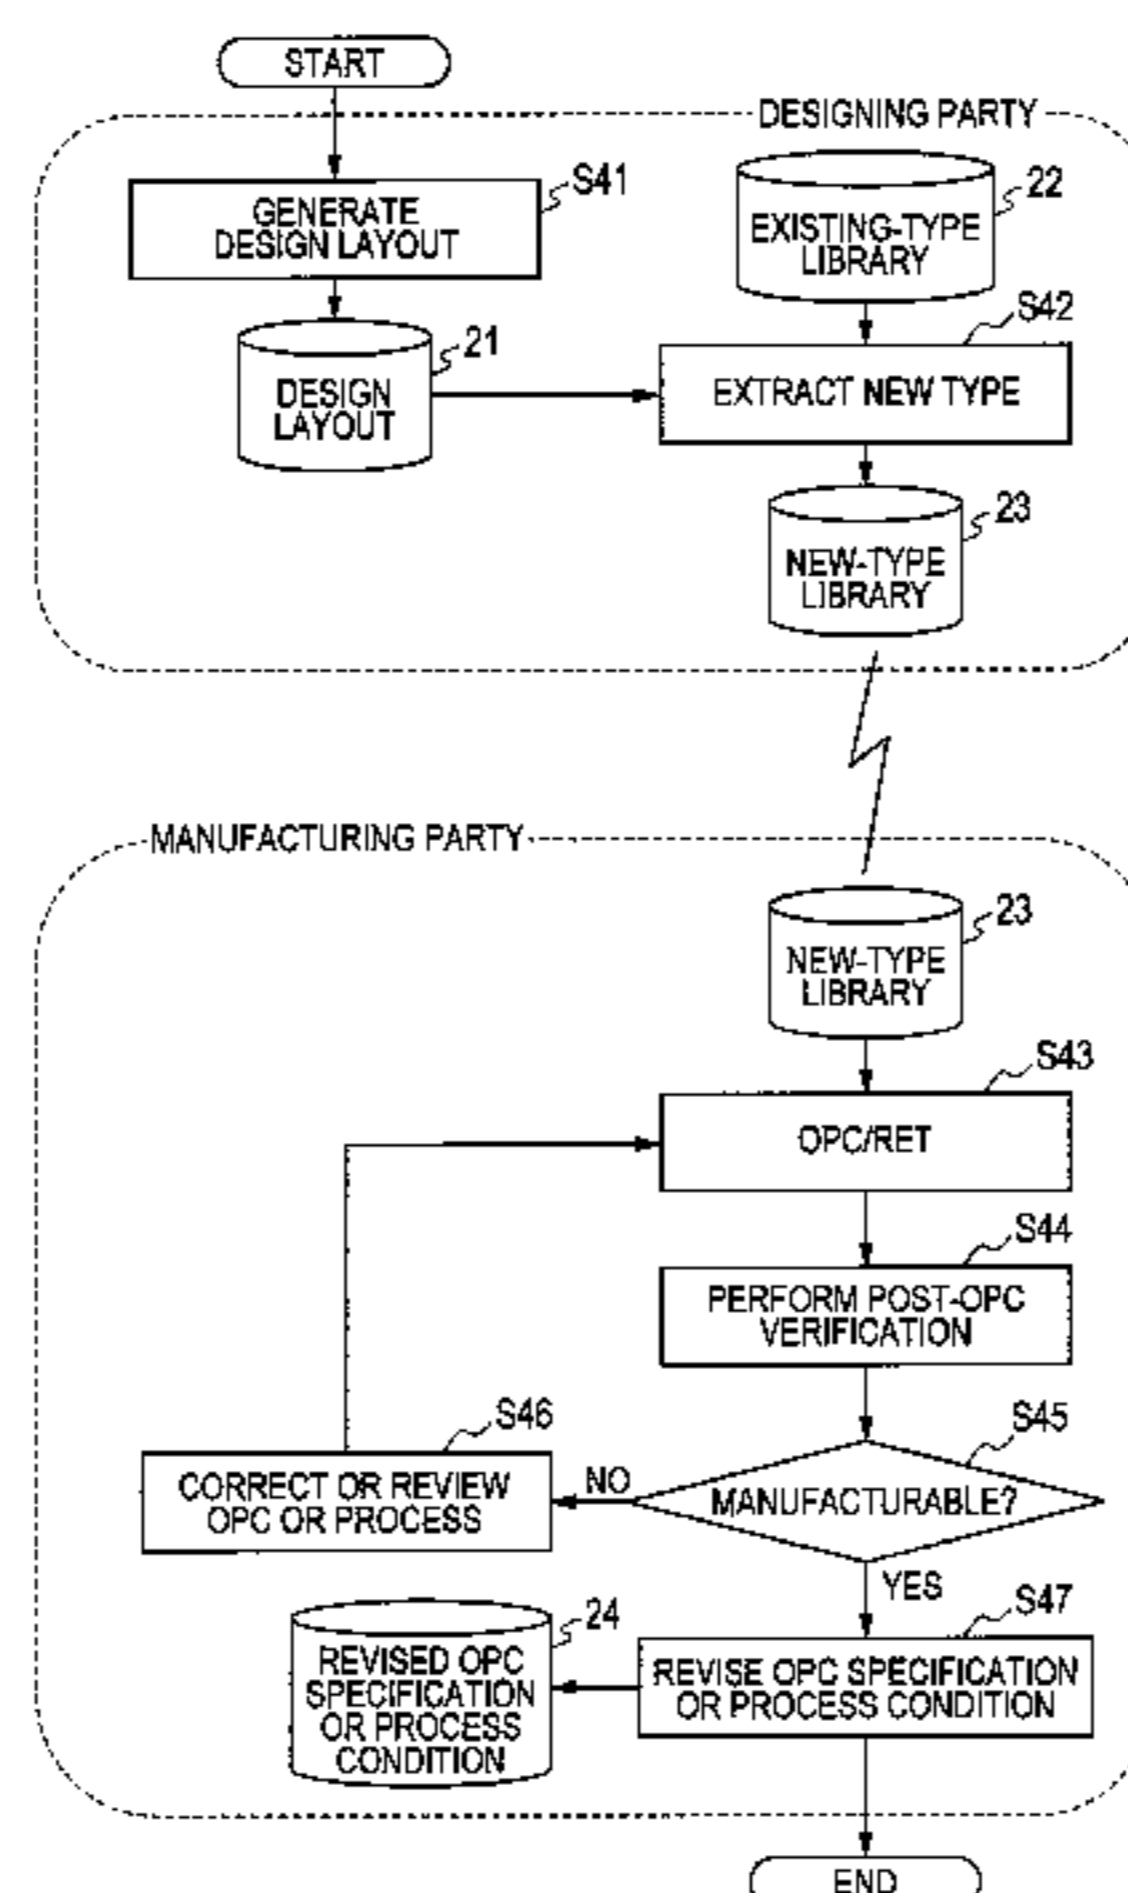 START
DESIGNING PARTY
GENERATE
DESIGN LAYOUT
S41
EXISTING-TYPE
LIBRARY
22
DESIGN
LAYOUT
21
S42
EXTRACT NEW TYPE
NEW-TYPE
LIBRARY
23
MANUFACTURING PARTY
NEW-TYPE
LIBRARY
23
S43
OPC/RET
S44
PERFORM POST-OPC
VERIFICATION
S45
MANUFACTURABLE?
NO
S46
CORRECT OR REVIEW
OPC OR PROCESS
YES
S47
REVISE OPC SPECIFICATION
OR PROCESS CONDITION
24
REVISED OPC
SPECIFICATION
OR PROCESS
CONDITION
END